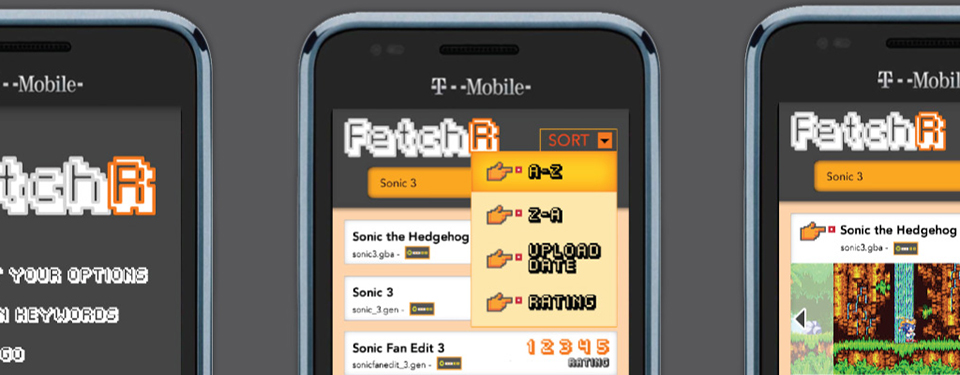 T--Mobile-
tchR
YOUR OPTIONS
KEYWORDS
GO
T--Mobile-
FetchR
SORT
Sonic 3
A-Z
Z-A
UPLOAD
DATE
RATING
Sonic the Hedgehog
sonic3.gba -
Sonic 3
sonic_3.gen -
Sonic Fan Edit 3
sonicfanedit_3.gen -
1 2 3 4 5
RATING
T--Mobil
FetchR
Sonic 3
Sonic the Hedgehog
sonic3.gba -